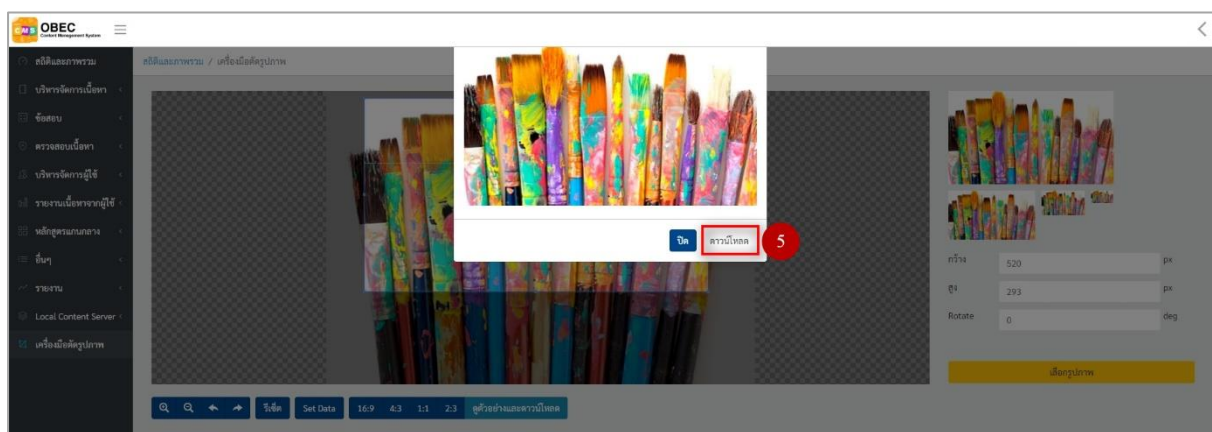 CMS OBEC
Content Management System
สถิติและภาพรวม
บริหารจัดการเนื้อหา
ข้อสอบ
ตรวจสอบเนื้อหา
บริหารจัดการผู้ใช้
รายงานเนื้อหาจากผู้ใช้
หลักสูตรแกนกลาง
อื่นๆ
รายงาน
Local Content Server
เครื่องมือตัดรูปภาพ
สถิติและภาพรวม / เครื่องมือตัดรูปภาพ
ปิด ดาวน์โหลด 5
กว้าง 520 px
สูง 293 px
Rotate 0 deg
เลือกรูปภาพ
รีเซ็ต Set Data 16:9 4:3 1:1 2:3 ดูตัวอย่างและดาวน์โหลด